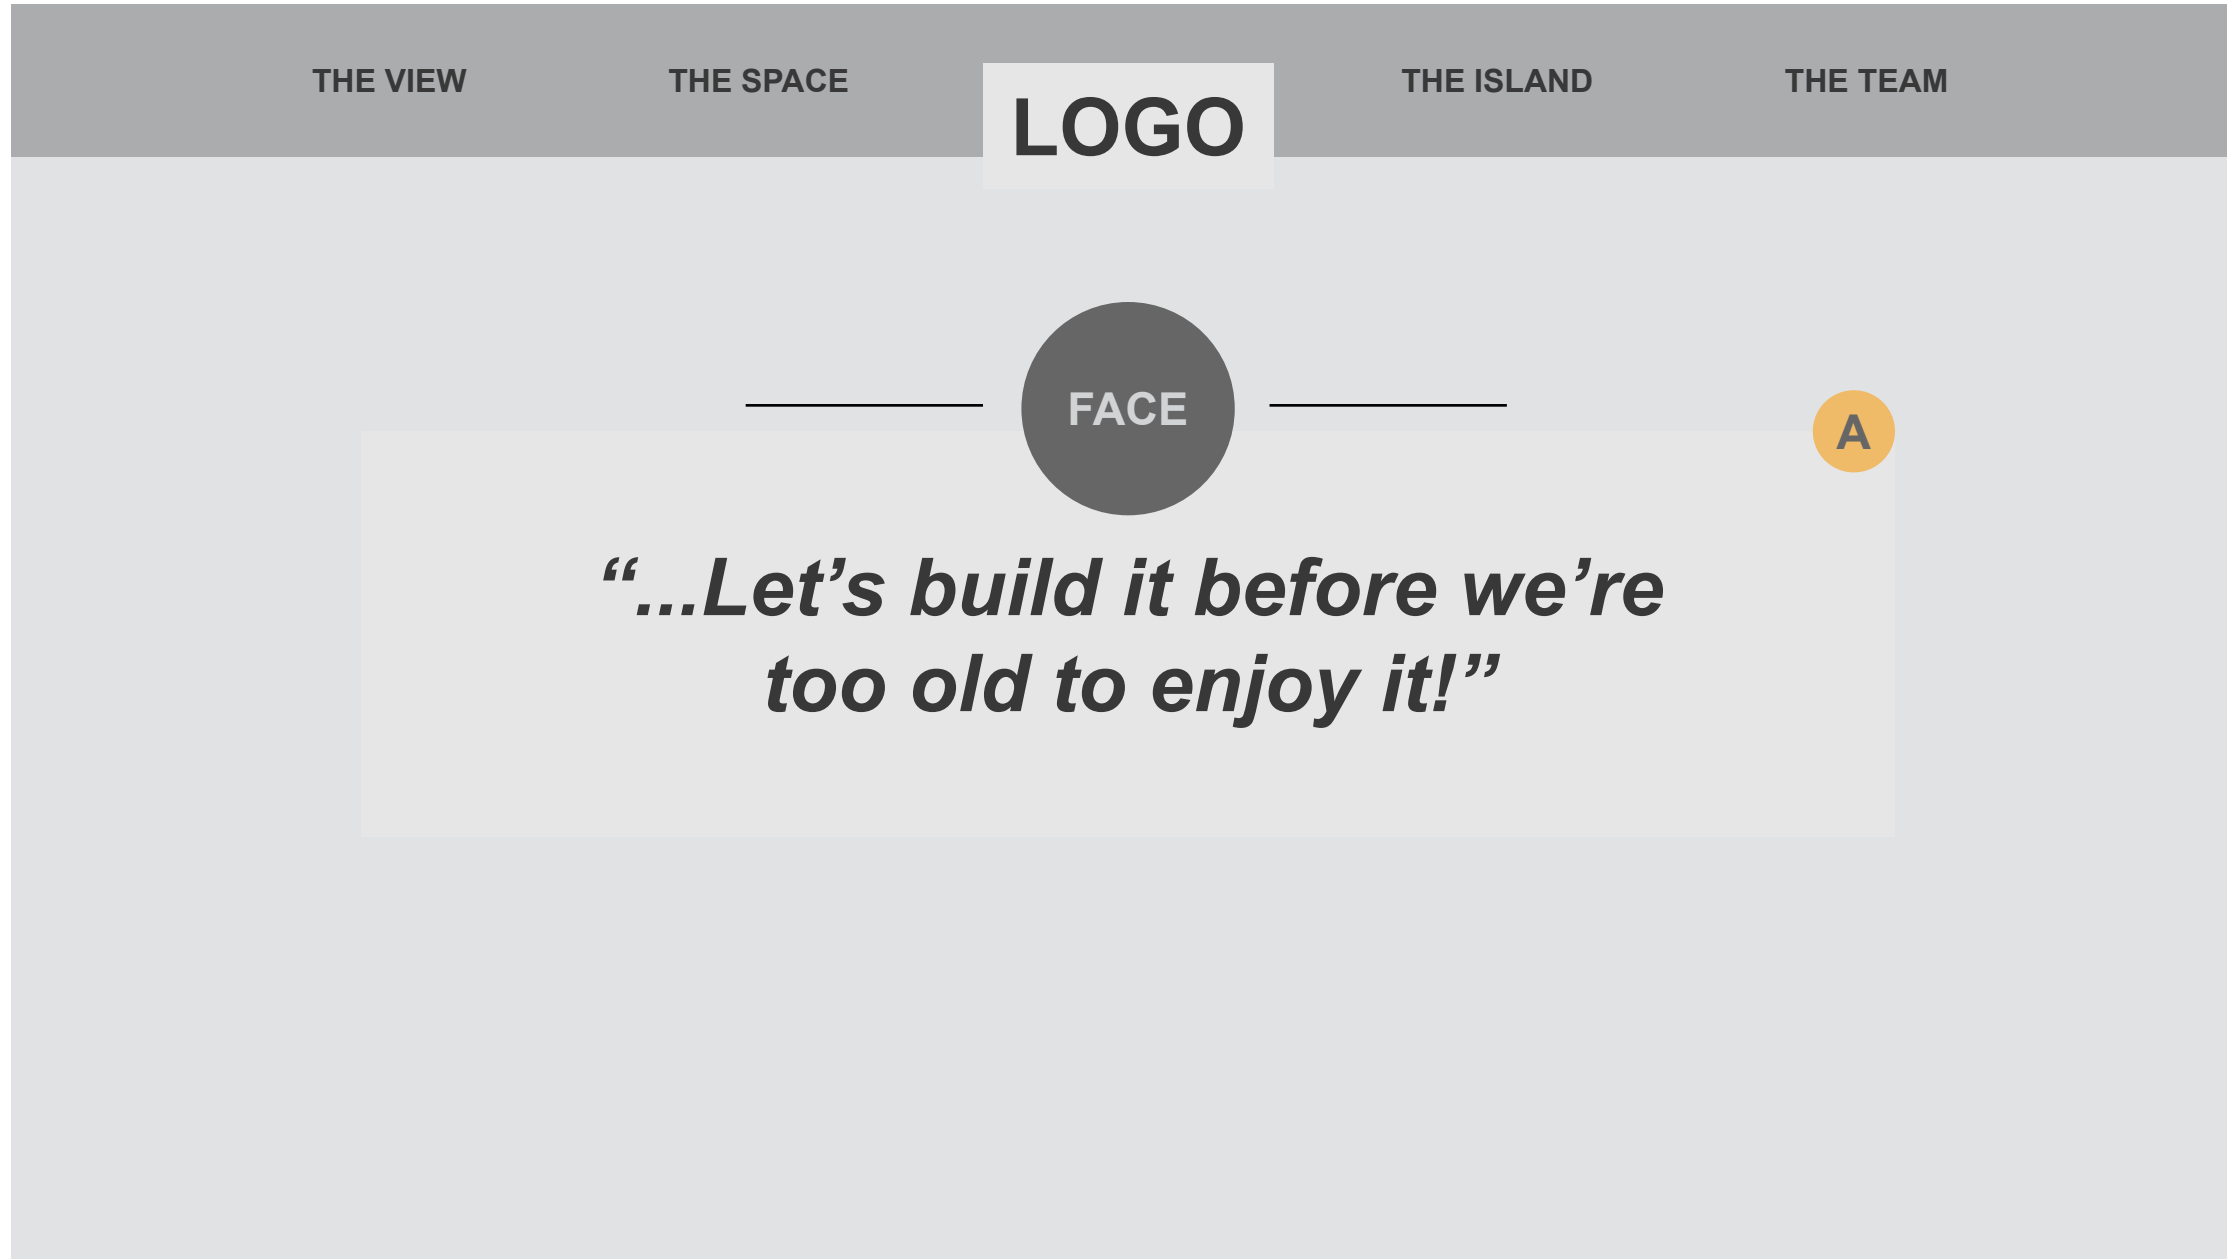 THE VIEW THE SPACE LOGO THE ISLAND THE TEAM
FACE
A
“...Let’s build it before we’re
too old to enjoy it!”